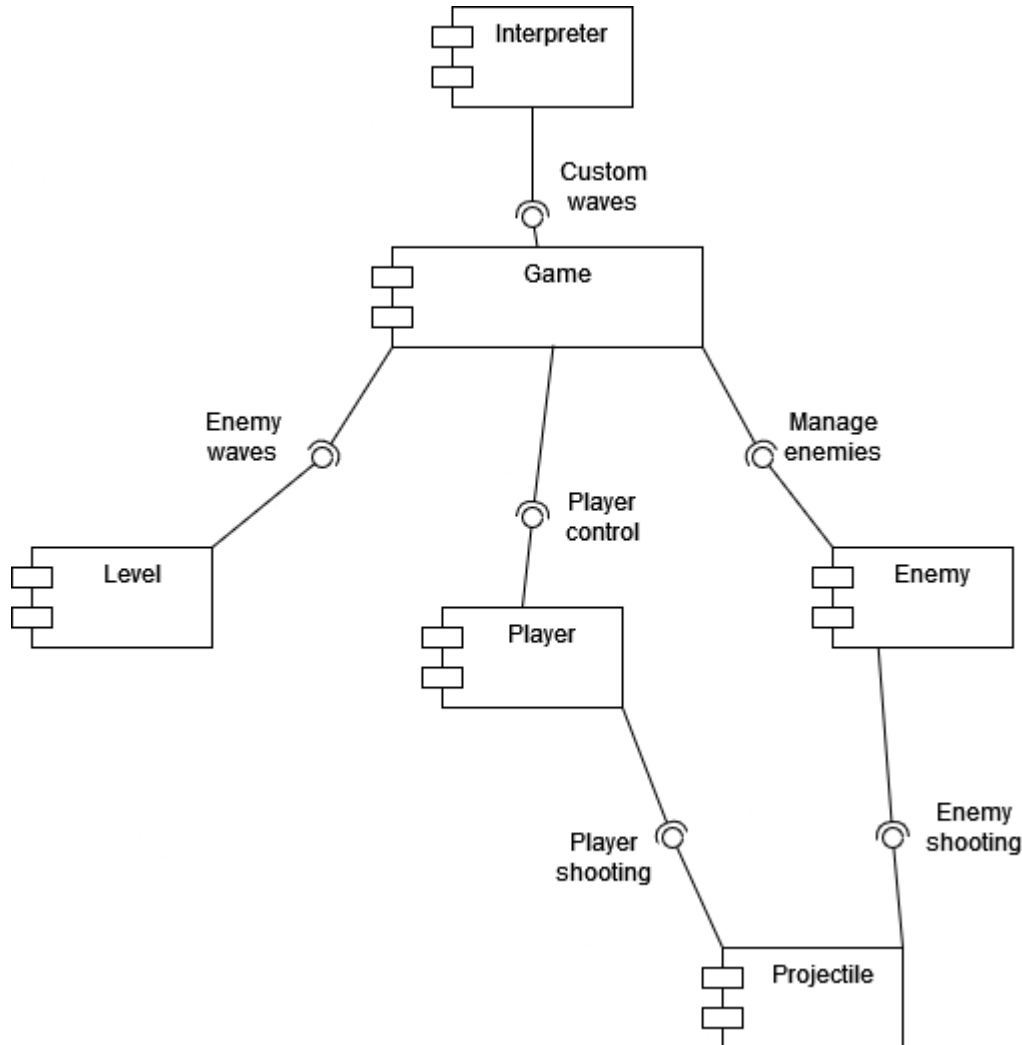 Interpreter
Custom
waves
Game
Enemy
waves
Manage
enemies
Player
control
Level
Enemy
Player
Player
shooting
Enemy
shooting
Projectile